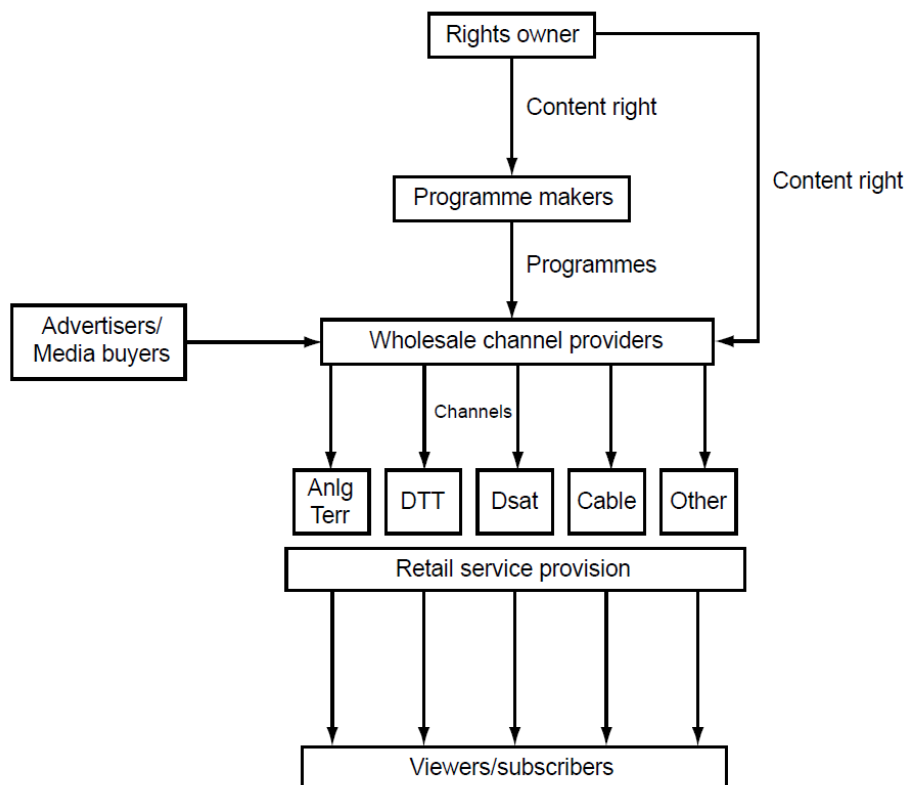 Rights owner
Content right
Content right
Programme makers
Programmes
Advertisers/
Media buyers
Wholesale channel providers
Channels
Anlg
Terr
DTT
Dsat
Cable
Other
Retail service provision
Viewers/subscribers